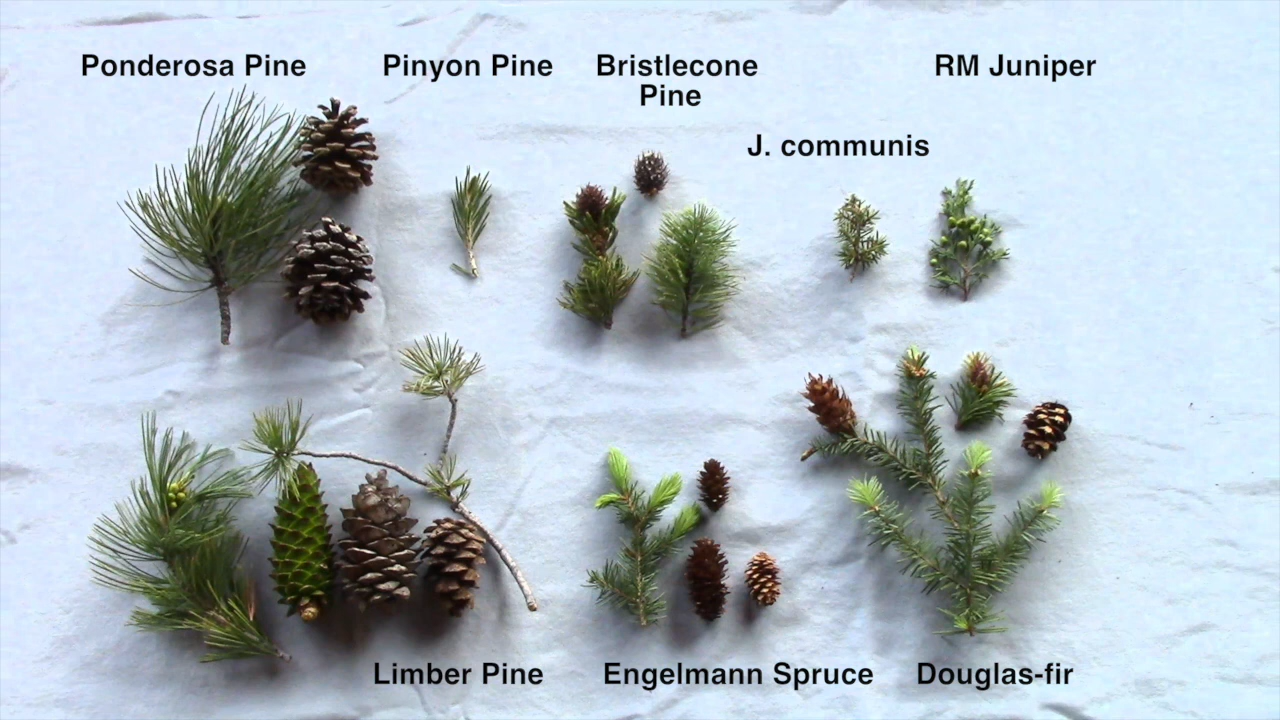 Ponderosa Pine
Pinyon Pine
Bristlecone
Pine
RM Juniper
J. communis
Limber Pine
Engelmann Spruce
Douglas-fir